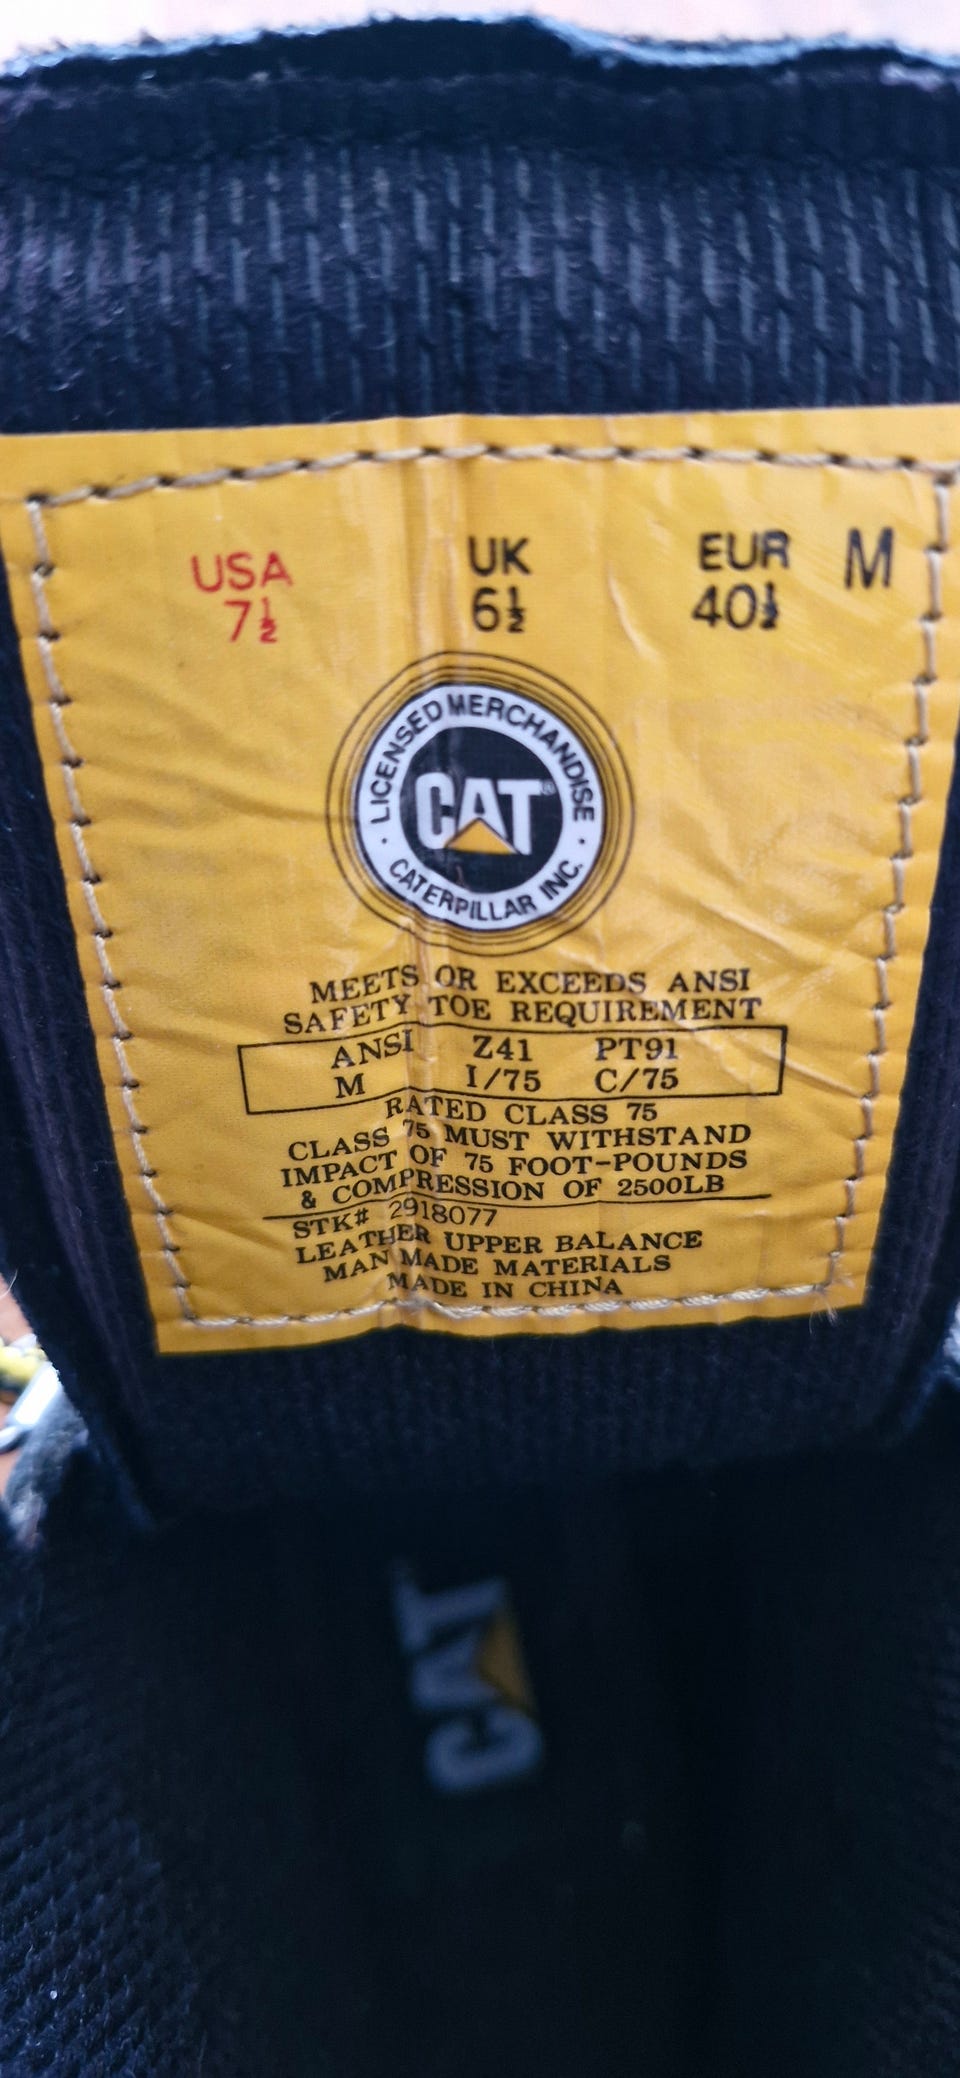 USA UK EUR M
7½ 6½ 40½
LICENSED MERCHANDISE
CAT®
· CATERPILLAR INC. ·
MEETS OR EXCEEDS ANSI
SAFETY TOE REQUIREMENT
ANSI Z41 PT91
M I/75 C/75
RATED CLASS 75
CLASS 75 MUST WITHSTAND
IMPACT OF 75 FOOT-POUNDS
& COMPRESSION OF 2500LB
STK# 2918077
LEATHER UPPER BALANCE
MAN MADE MATERIALS
MADE IN CHINA
CAT